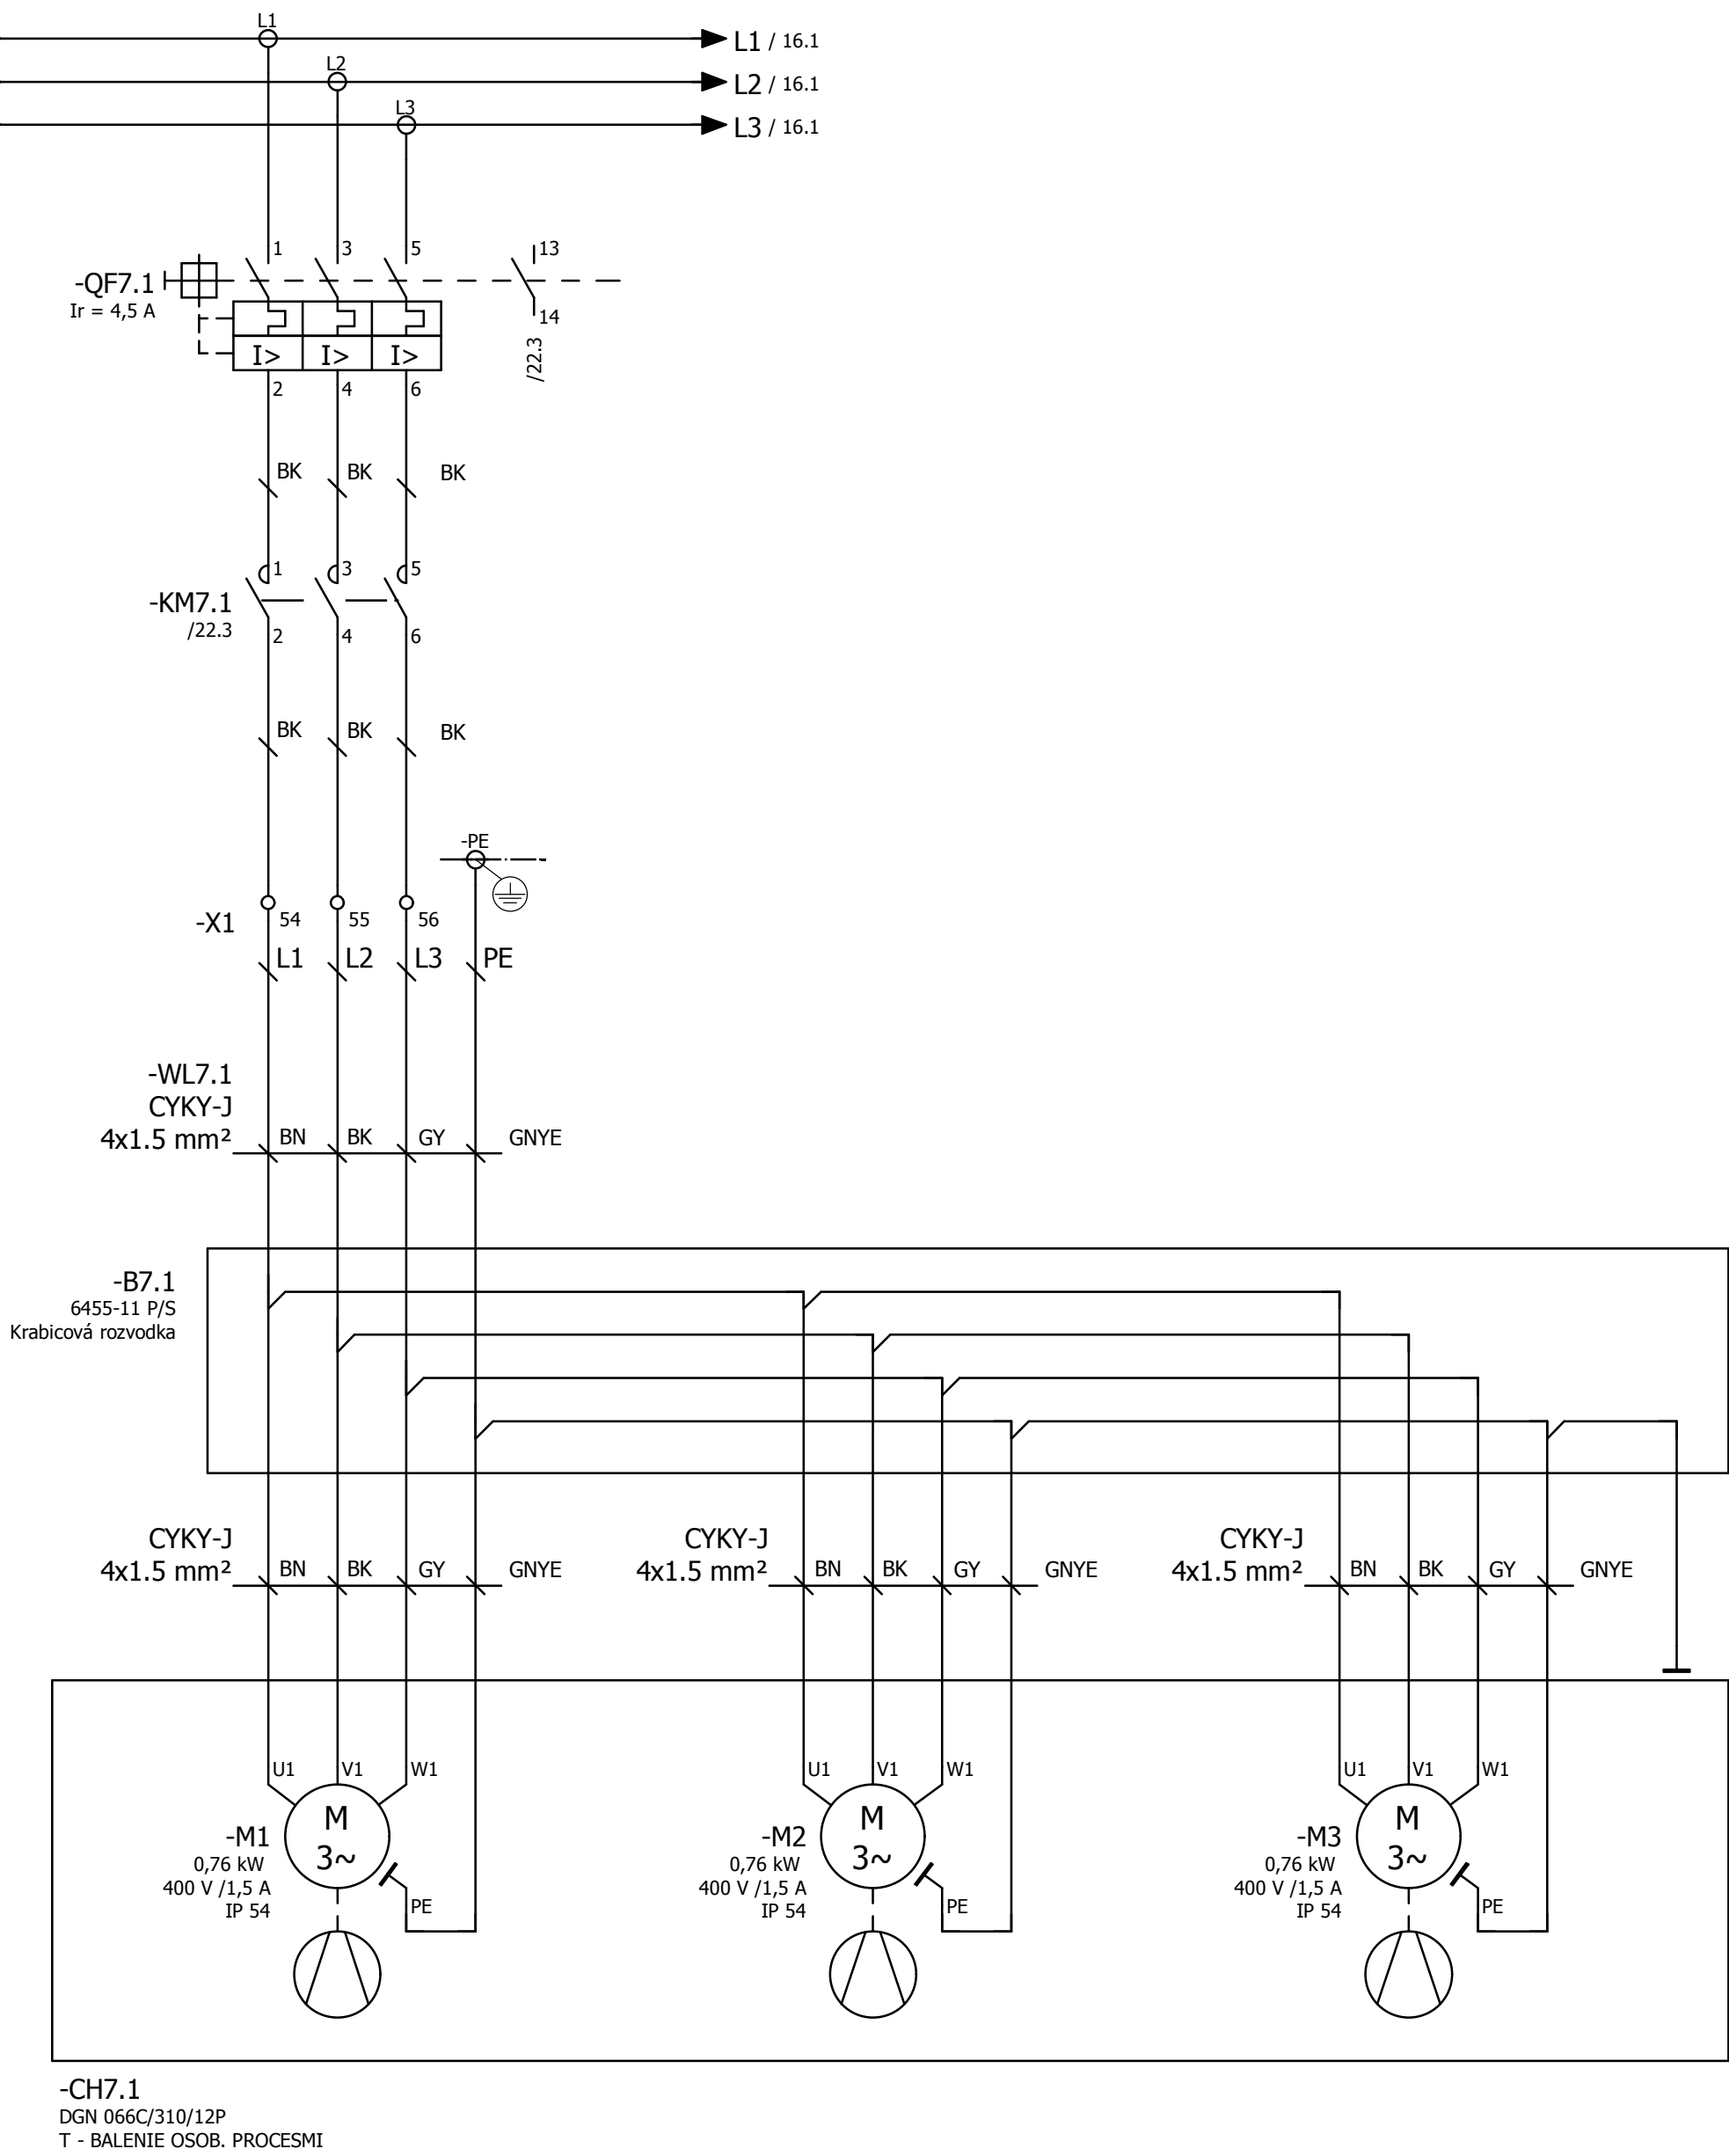 L1
L1 / 16.1
L2
L2 / 16.1
L3
L3 / 16.1
1 3 5 13
-QF7.1
Ir = 4,5 A
14
I> I> I>
/22.3
2 4 6
BK BK BK
1 3 5
-KM7.1
/22.3
2 4 6
BK BK BK
-PE
-X1 54 55 56
L1 L2 L3 PE
-WL7.1
CYKY-J
4x1.5 mm² BN BK GY GNYE
-B7.1
6455-11 P/S
Krabicová rozvodka
CYKY-J CYKY-J CYKY-J
4x1.5 mm² BN BK GY GNYE 4x1.5 mm² BN BK GY GNYE 4x1.5 mm² BN BK GY GNYE
U1 V1 W1 U1 V1 W1 U1 V1 W1
M M M
-M1 3~ -M2 3~ -M3 3~
0,76 kW 0,76 kW 0,76 kW
400 V /1,5 A 400 V /1,5 A 400 V /1,5 A
IP 54 PE IP 54 PE IP 54 PE
-CH7.1
DGN 066C/310/12P
T - BALENIE OSOB. PROCESMI